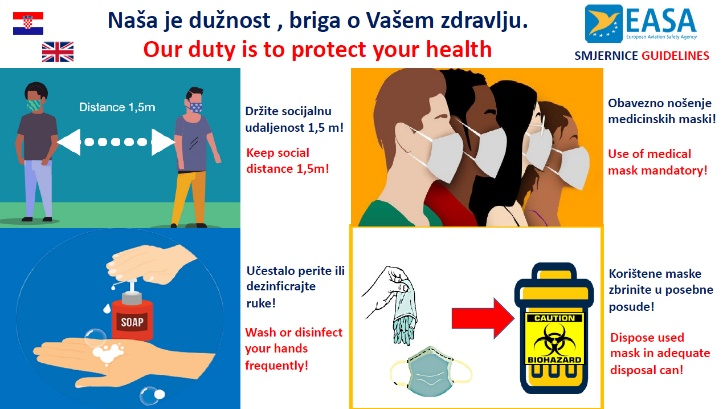 Naša je dužnost , briga o Vašem zdravlju.
Our duty is to protect your health
EASA
European Aviation Safety Agency
SMJERNICE GUIDELINES
Distance 1,5m
Držite socijalnu
udaljenost 1,5 m!
Keep social
distance 1,5m!
Obavezno nošenje
medicinskih maski!
Use of medical
mask mandatory!
SOAP
Učestalo perite ili
dezinficrajte
ruke!
Wash or disinfect
your hands
frequently!
CAUTION
BIOHAZARD
Korištene maske
zbrinite u posebne
posude!
Dispose used
mask in adequate
disposal can!